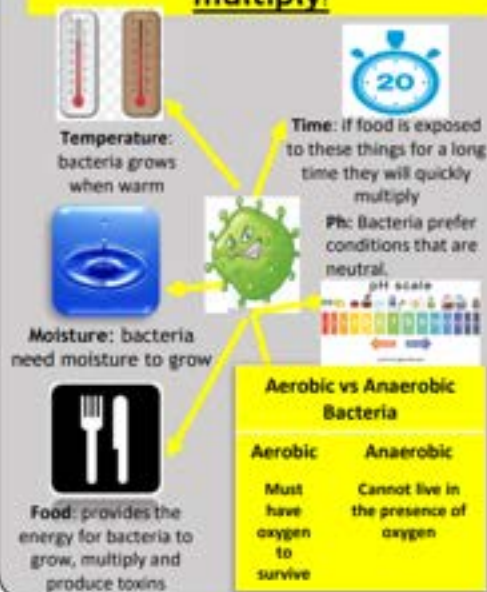 multiply!
Temperature:
bacteria grows
when warm
20
Time: if food is exposed
to these things for a long
time they will quickly
multiply
Ph: Bacteria prefer
conditions that are
neutral.
pH scale
Moisture: bacteria
need moisture to grow
Food: provides the
energy for bacteria to
grow, multiply and
produce toxins
Aerobic vs Anaerobic
Bacteria
Aerobic
Must
have
oxygen
to
survive
Anaerobic
Cannot live in
the presence of
oxygen